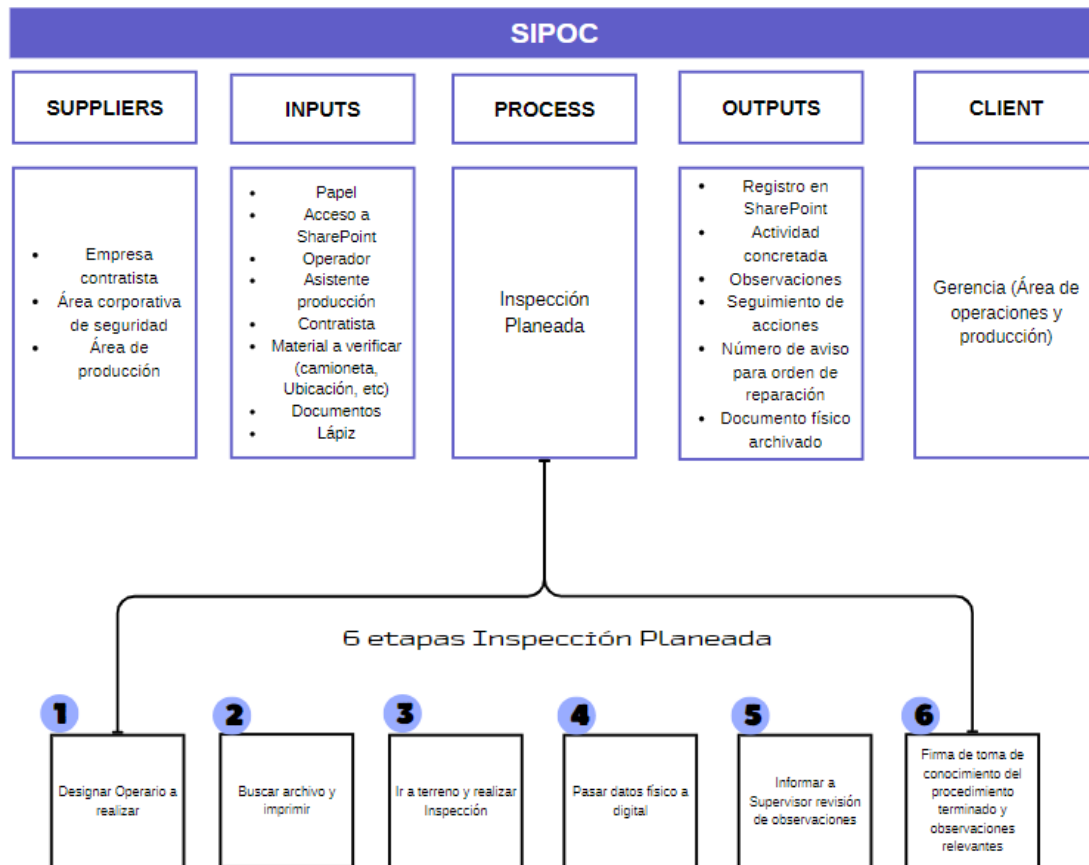 SIPOC
SUPPLIERS
INPUTS
PROCESS
OUTPUTS
CLIENT
• Empresa
contratista
• Área corporativa
de seguridad
• Área de
producción
• Papel
• Acceso a
SharePoint
• Operador
• Asistente
producción
• Contratista
• Material a verificar
(camioneta,
Ubicación, etc)
• Documentos
• Lápiz
Inspección
Planeada
• Registro en
SharePoint
• Actividad
concretada
• Observaciones
• Seguimiento de
acciones
• Número de aviso
para orden de
reparación
• Documento físico
archivado
Gerencia (Área de
operaciones y
producción)
6 etapas Inspección Planeada
1
Designar Operario a
realizar
2
Buscar archivo y
imprimir
3
Ir a terreno y realizar
Inspección
4
Pasar datos físico a
digital
5
Informar a
Supervisor revisión
de observaciones
6
Firma de toma de
conocimiento del
procedimiento
terminado y
observaciones
relevantes